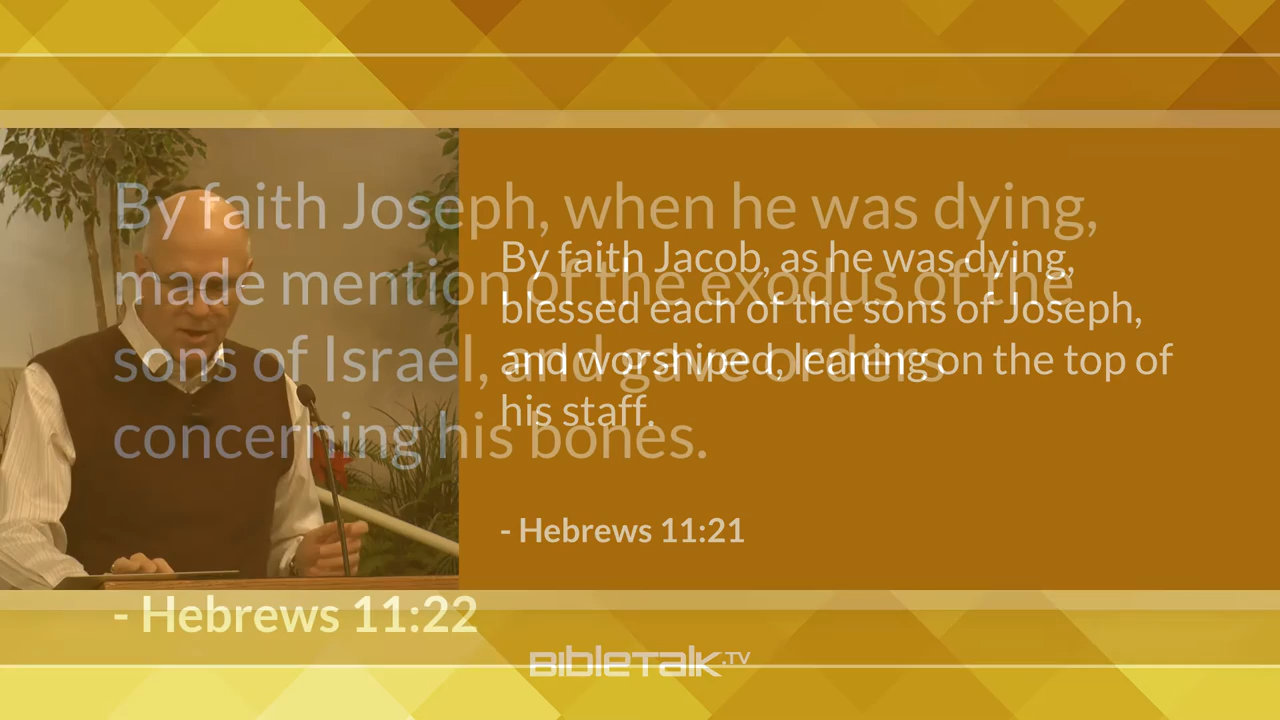 By faith Joseph, when he was dying,
made mention of the exodus of the
sons of Israel, and gave orders
concerning his bones.
- Hebrews 11:22
By faith Jacob, as he was dying,
blessed each of the sons of Joseph,
and worshiped, leaning on the top of
his staff.
- Hebrews 11:21
BIBLETALK.TV